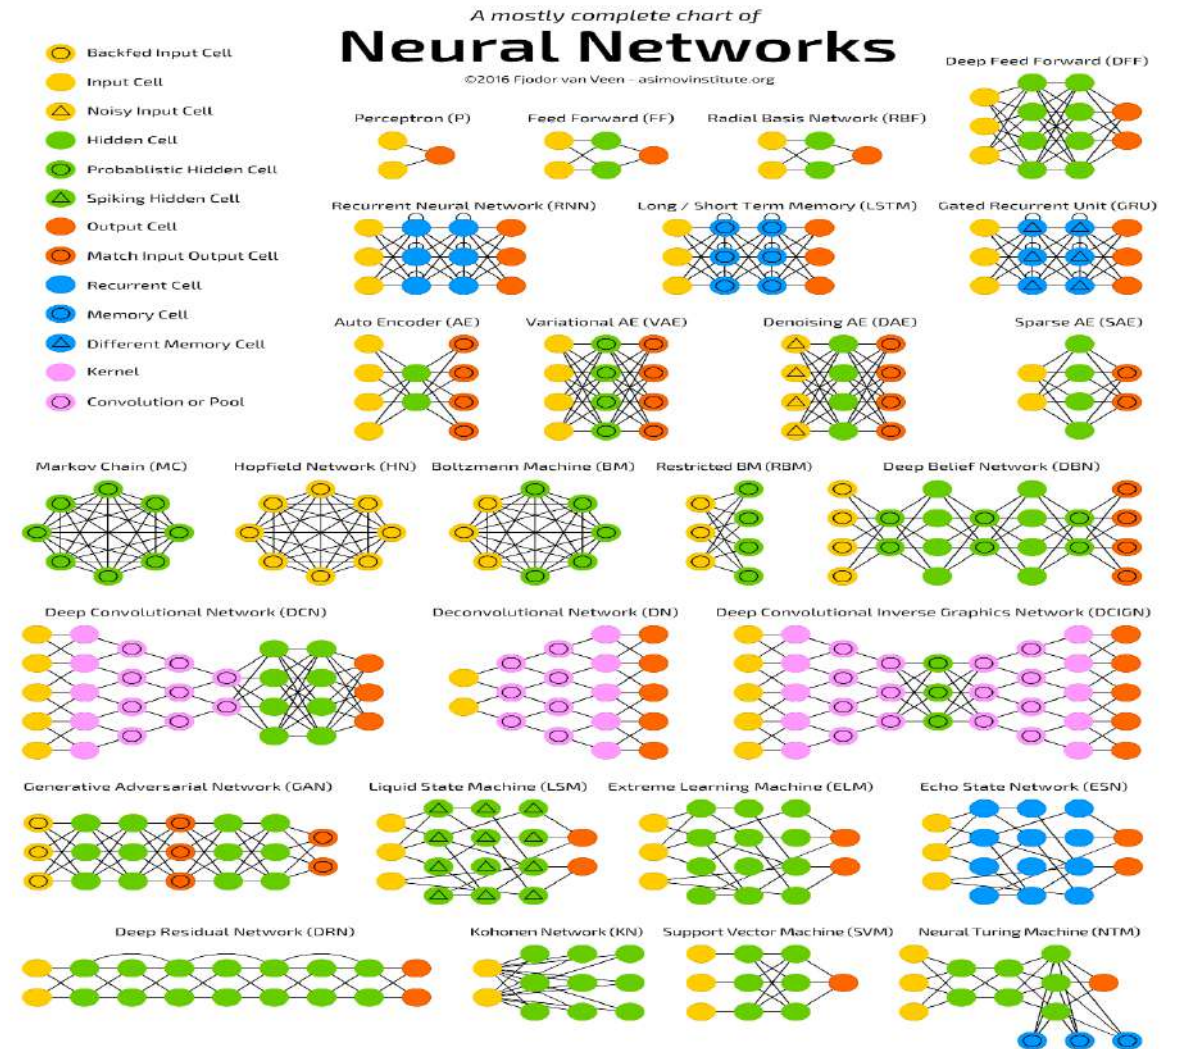 A mostly complete chart of
Neural Networks
©2016 Fjodor van Veen - asimovinstitute.org
Backfed Input Cell
Input Cell
Noisy Input Cell
Hidden Cell
Probablistic Hidden Cell
Spiking Hidden Cell
Output Cell
Match Input Output Cell
Recurrent Cell
Memory Cell
Different Memory Cell
Kernel
Convolution or Pool
Deep Feed Forward (DFF)
Perceptron (P) Feed Forward (FF) Radial Basis Network (RBF)
Recurrent Neural Network (RNN) Long / Short Term Memory (LSTM) Gated Recurrent Unit (GRU)
Auto Encoder (AE) Variational AE (VAE) Denoising AE (DAE) Sparse AE (SAE)
Markov Chain (MC) Hopfield Network (HN) Boltzmann Machine (BM) Restricted BM (RBM) Deep Belief Network (DBN)
Deep Convolutional Network (DCN) Deconvolutional Network (DN) Deep Convolutional Inverse Graphics Network (DCIGN)
Generative Adversarial Network (GAN) Liquid State Machine (LSM) Extreme Learning Machine (ELM) Echo State Network (ESN)
Deep Residual Network (DRN) Kohonen Network (KN) Support Vector Machine (SVM) Neural Turing Machine (NTM)